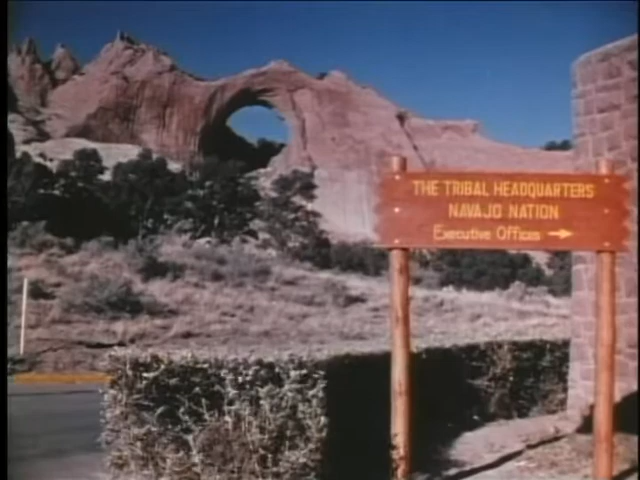 THE TRIBAL HEADQUARTERS
NAVAJO NATION
Executive Offices →